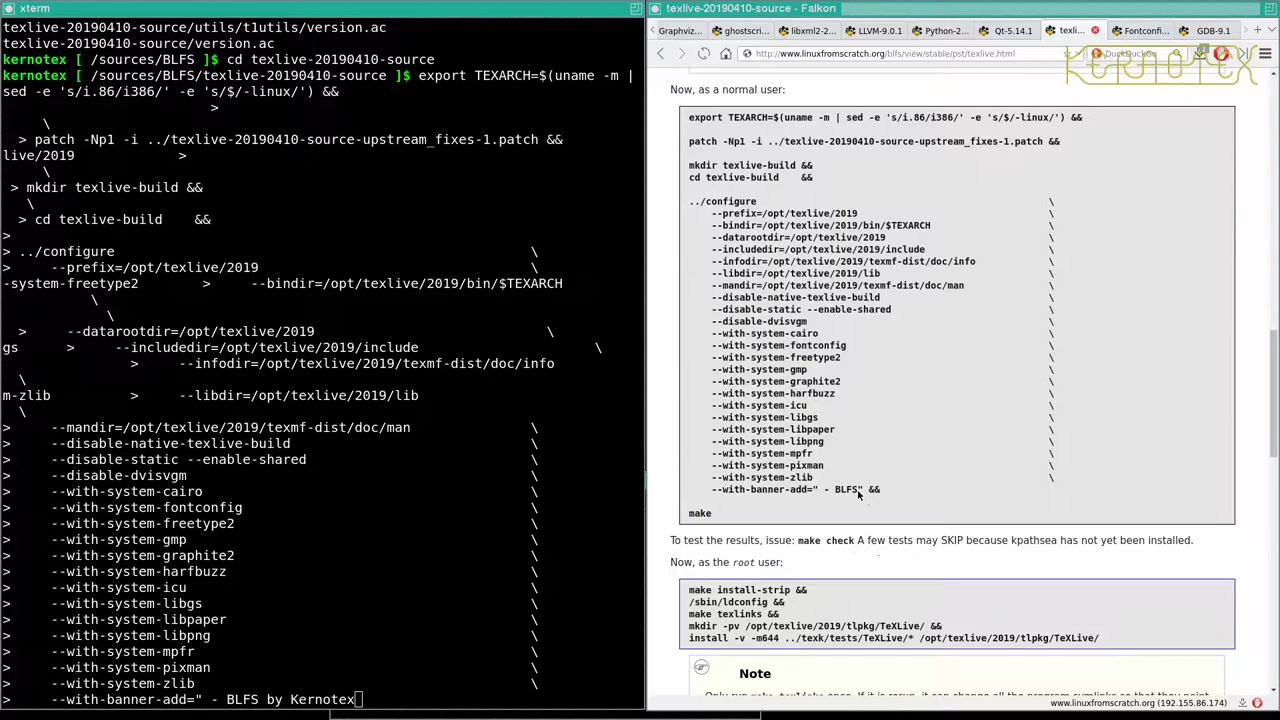 xterm
texlive-20190410-source/utils/t1utils/version.ac
texlive-20190410-source/version.ac
kernotex [ /sources/BLFS ]$ cd texlive-20190410-source
kernotex [ /sources/BLFS/texlive-20190410-source ]$ export TEXARCH=$(uname -m |
sed -e 's/i.86/i386/' -e 's/$/-linux/') &&
>
\
> patch -Np1 -i ../texlive-20190410-source-upstream_fixes-1.patch &&
live/2019 >
\
> mkdir texlive-build &&
\
> cd texlive-build &&
>
> ../configure \
> --prefix=/opt/texlive/2019 \
-system-freetype2 > --bindir=/opt/texlive/2019/bin/$TEXARCH
\
\
> --datarootdir=/opt/texlive/2019 \
gs > --includedir=/opt/texlive/2019/include \
> --infodir=/opt/texlive/2019/texmf-dist/doc/info
\
m-zlib > --libdir=/opt/texlive/2019/lib
\
> --mandir=/opt/texlive/2019/texmf-dist/doc/man \
> --disable-native-texlive-build \
> --disable-static --enable-shared \
> --disable-dvisvgm \
> --with-system-cairo \
> --with-system-fontconfig \
> --with-system-freetype2 \
> --with-system-gmp \
> --with-system-graphite2 \
> --with-system-harfbuzz \
> --with-system-icu \
> --with-system-libgs \
> --with-system-libpaper \
> --with-system-libpng \
> --with-system-mpfr \
> --with-system-pixman \
> --with-system-zlib \
> --with-banner-add=" - BLFS by Kernotex
texlive-20190410-source - Falkon
Graphviz... ghostscri... libxml2-2... LLVM-9.0.1 Python-2... Qt-5.14.1 texli... Fontconfi... GDB-9.1
http://www.linuxfromscratch.org/blfs/view/stable/pst/texlive.html DuckDuckGo
KERNOTEX
Now, as a normal user:
export TEXARCH=$(uname -m | sed -e 's/i.86/i386/' -e 's/$/-linux/') &&
patch -Np1 -i ../texlive-20190410-source-upstream_fixes-1.patch &&
mkdir texlive-build &&
cd texlive-build &&
../configure \
--prefix=/opt/texlive/2019 \
--bindir=/opt/texlive/2019/bin/$TEXARCH \
--datarootdir=/opt/texlive/2019 \
--includedir=/opt/texlive/2019/include \
--infodir=/opt/texlive/2019/texmf-dist/doc/info \
--libdir=/opt/texlive/2019/lib \
--mandir=/opt/texlive/2019/texmf-dist/doc/man \
--disable-native-texlive-build \
--disable-static --enable-shared \
--disable-dvisvgm \
--with-system-cairo \
--with-system-fontconfig \
--with-system-freetype2 \
--with-system-gmp \
--with-system-graphite2 \
--with-system-harfbuzz \
--with-system-icu \
--with-system-libgs \
--with-system-libpaper \
--with-system-libpng \
--with-system-mpfr \
--with-system-pixman \
--with-system-zlib \
--with-banner-add=" - BLFS" &&
make
To test the results, issue: make check A few tests may SKIP because kpathsea has not yet been installed.
Now, as the root user:
make install-strip &&
/sbin/ldconfig &&
make texlinks &&
mkdir -pv /opt/texlive/2019/tlpkg/TeXLive/ &&
install -v -m644 ../texk/tests/TeXLive/* /opt/texlive/2019/tlpkg/TeXLive/
Note
www.linuxfromscratch.org (192.155.86.174)